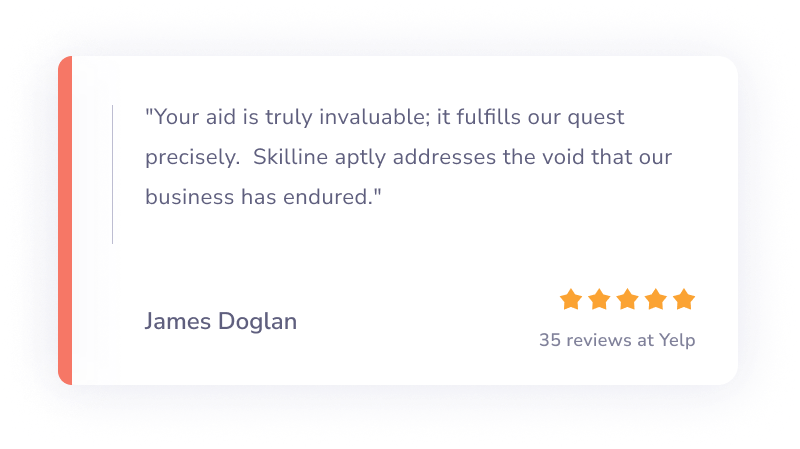 "Your aid is truly invaluable; it fulfills our quest
precisely.  Skilline aptly addresses the void that our
business has endured."
James Doglan
35 reviews at Yelp